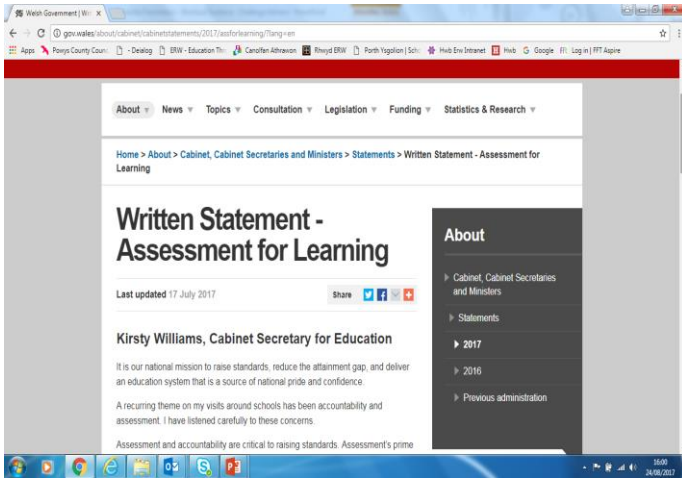 Welsh Government | Wri
gov.wales/about/cabinet/cabinetstatements/2017/assforlearning/?lang=en
Apps Powys County Counc - Dealog ERW - Education Thr Canolfan Athrawon Rhwyd ERW Porth Ysgolion | Scho Hwb Erw Intranet Hwb Google Log in | FFT Aspire
About News Topics Consultation Legislation Funding Statistics & Research
Home > About > Cabinet, Cabinet Secretaries and Ministers > Statements > Written Statement - Assessment for
Learning
Written Statement -
Assessment for Learning
Last updated 17 July 2017 Share
Kirsty Williams, Cabinet Secretary for Education
It is our national mission to raise standards, reduce the attainment gap, and deliver
an education system that is a source of national pride and confidence.
A recurring theme on my visits around schools has been accountability and
assessment. I have listened carefully to these concerns.
Assessment and accountability are critical to raising standards. Assessment's prime
About
Cabinet, Cabinet Secretaries
and Ministers
Statements
2017
2016
Previous administration
16:00
24/08/2017